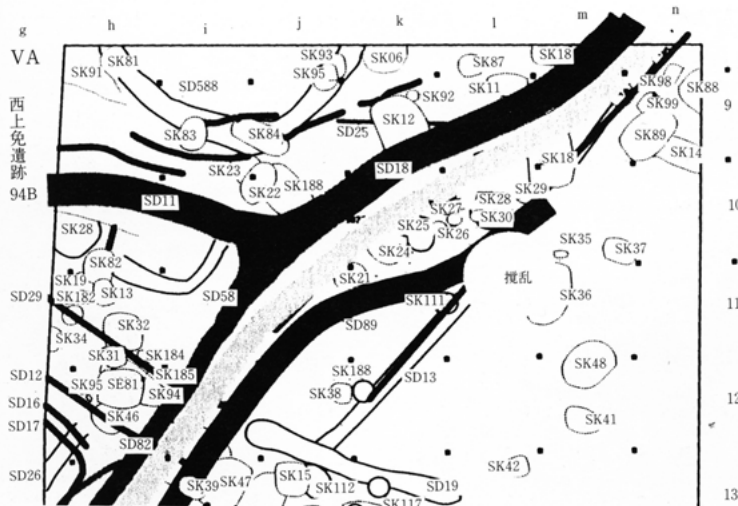 g h i j k l m n
VA
西上免遺跡
94B
9
10
11
12
13
SK81
SK91
SD588
SK93
SK95
SK06
SK87
SK18
SK11
SK92
SK98
SK88
SK99
SK83
SK84
SD25
SK12
SK89
SK14
SK23
SK22
SK188
SD18
SK18
SK29
SD11
SK28
SK27
SK28
SK30
SK25
SK26
SK82
SK24
SK35
SK37
SK19
SK182
SK13
SD58
SK21
SK111
攪乱
SK36
SD29
SK34
SK32
SD89
SK31
SK184
SK185
SK188
SD13
SK48
SD12
SK95
SE81
SK94
SK38
SD16
SK46
SK41
SD17
SD82
SD26
SK39
SK47
SK15
SK112
SK117
SD19
SK42